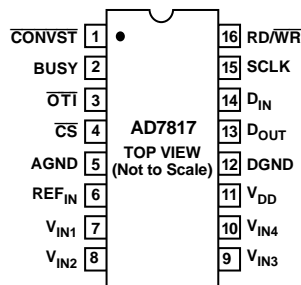 CONVST 1 16 RD/WR
BUSY 2 15 SCLK
OTI 3 14 DIN
CS 4 13 DOUT
AGND 5 12 DGND
REFIN 6 11 VDD
VIN1 7 10 VIN4
VIN2 8 9 VIN3
AD7817
TOP VIEW
(Not to Scale)